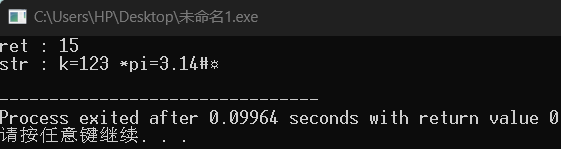 C:\Users\HP\Desktop\未命名1.exe
ret : 15
str : k=123 *pi=3.14#¤
--------------------------------
Process exited after 0.09964 seconds with return value 0
请按任意键继续. . .